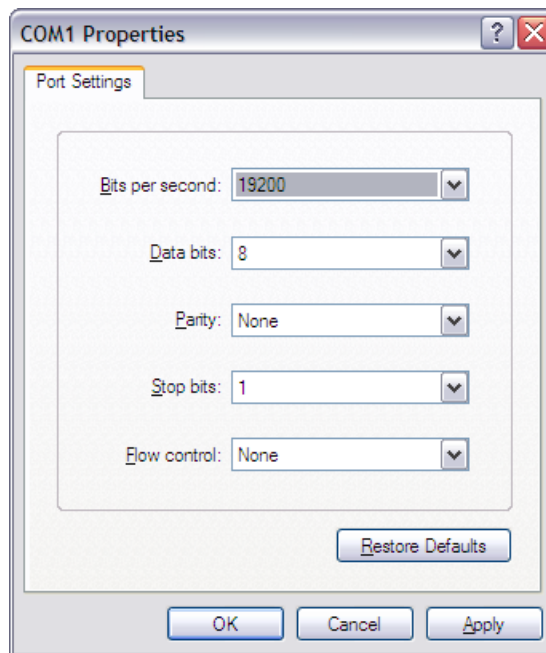 COM1 Properties
Port Settings
Bits per second: 19200
Data bits: 8
Parity: None
Stop bits: 1
Flow control: None
Restore Defaults
OK Cancel Apply